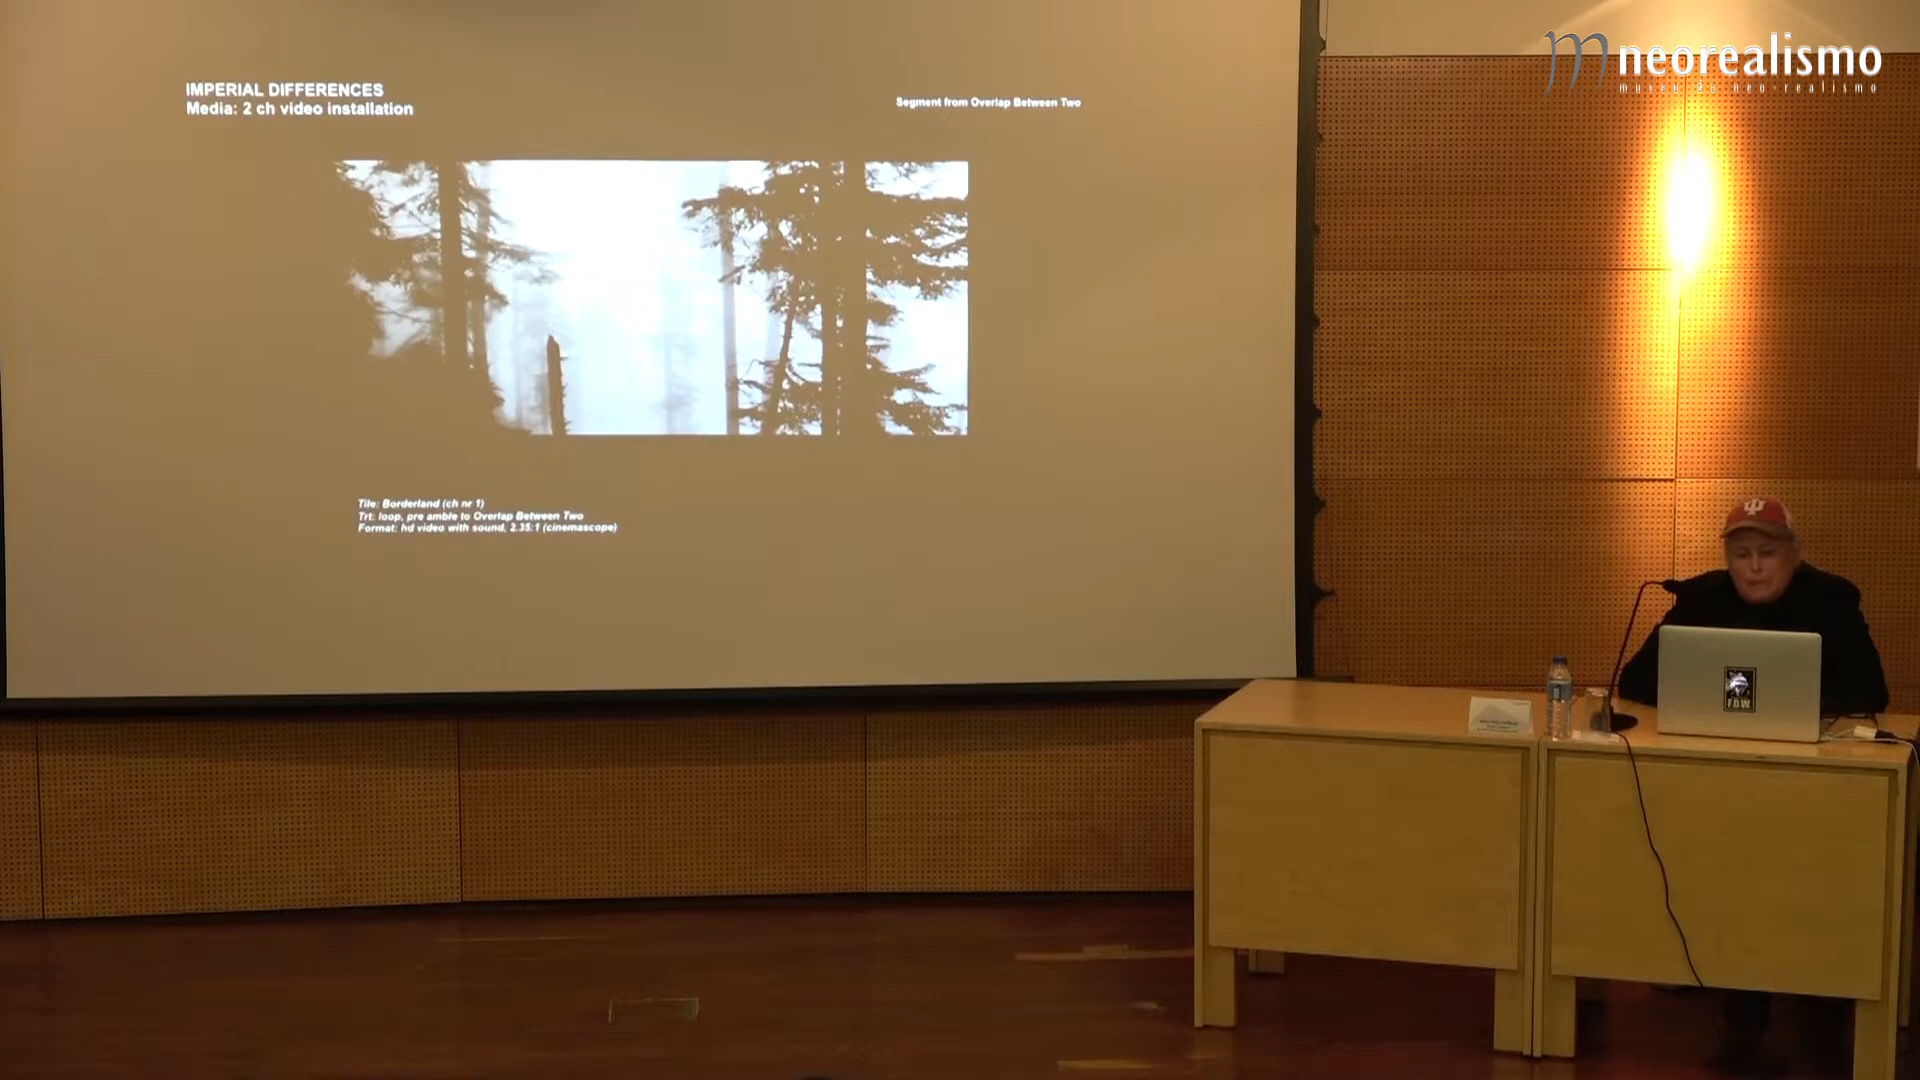 IMPERIAL DIFFERENCES
Media: 2 ch video installation
Segment from Overlap Between Two
Tile: Borderland (ch nr 1)
Trt: loop, pre amble to Overlap Between Two
Format: hd video with sound, 2.35:1 (cinemascope)
neorealismo
museu do neo-realismo
F.B.W.